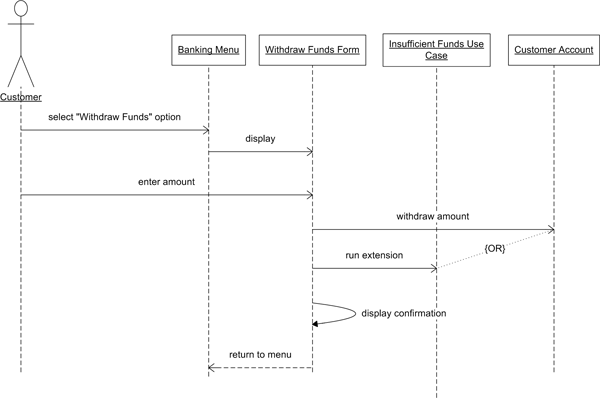 Banking Menu
Withdraw Funds Form
Insufficient Funds Use
Case
Customer Account
Customer
select "Withdraw Funds" option
display
enter amount
withdraw amount
{OR}
run extension
display confirmation
return to menu